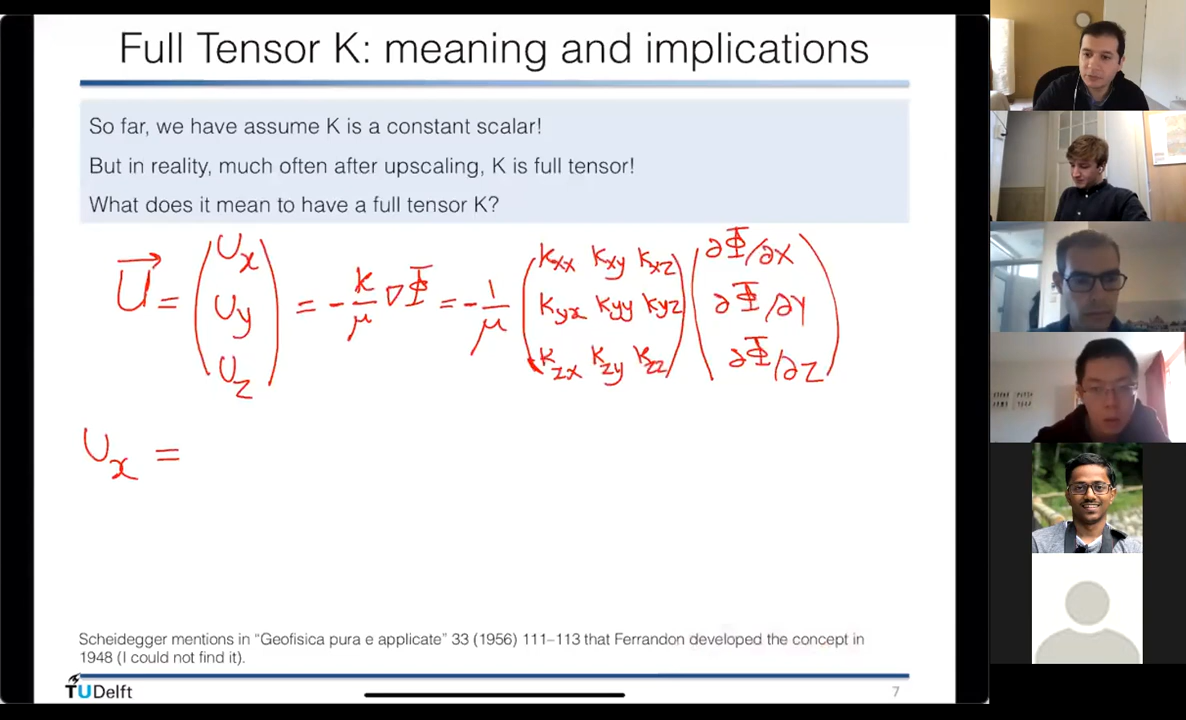 Full Tensor K: meaning and implications
So far, we have assume K is a constant scalar!
But in reality, much often after upscaling, K is full tensor!
What does it mean to have a full tensor K?
U⃗ = (Ux Uy Uz) = - k/μ ∇Φ = - 1/μ (kxx kxy kxz kyx kyy kyz kzx kzy kzz) (∂Φ/∂x ∂Φ/∂y ∂Φ/∂z)
Ux =
Scheidegger mentions in "Geofisica pura e applicate" 33 (1956) 111–113 that Ferrandon developed the concept in
1948 (I could not find it).
TUDelft
7